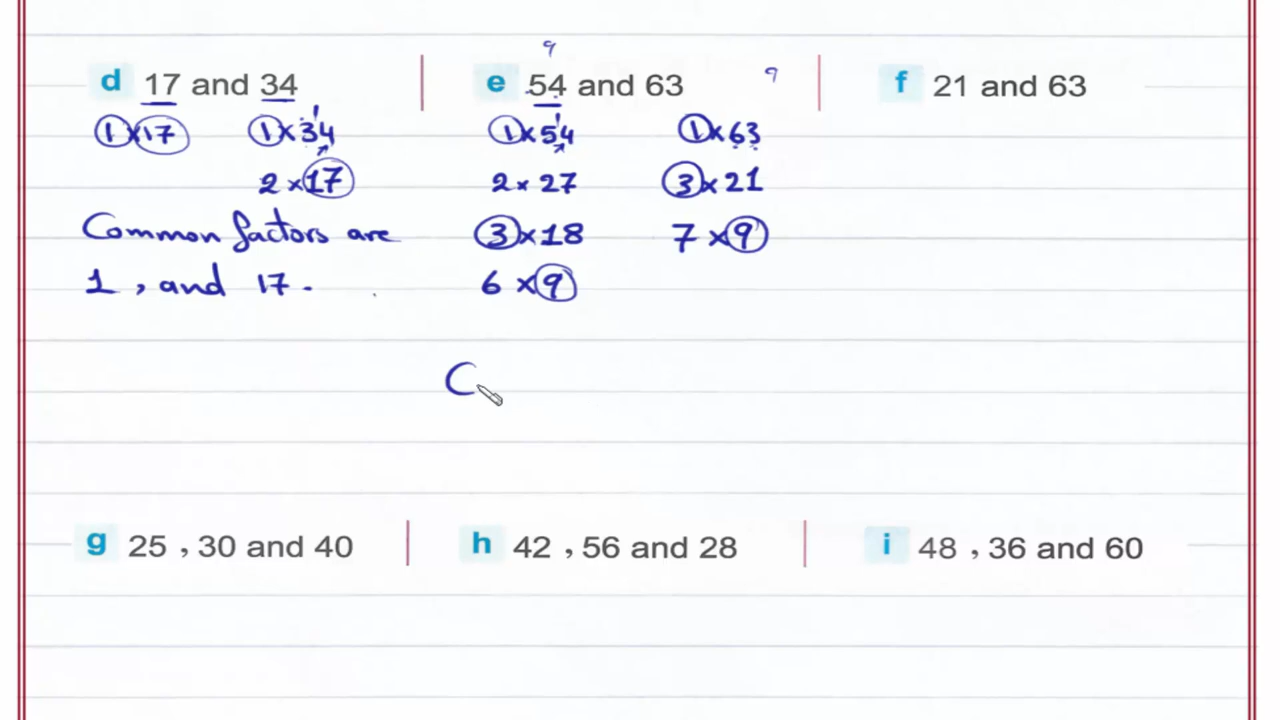 9
d 17 and 34 e 54 and 63 9 f 21 and 63
1×17 1×34 1×54 1×63
2×17 2×27 3×21
Common factors are 3×18 7×9
1, and 17. 6×9
C
g 25 , 30 and 40 h 42 , 56 and 28 i 48 , 36 and 60